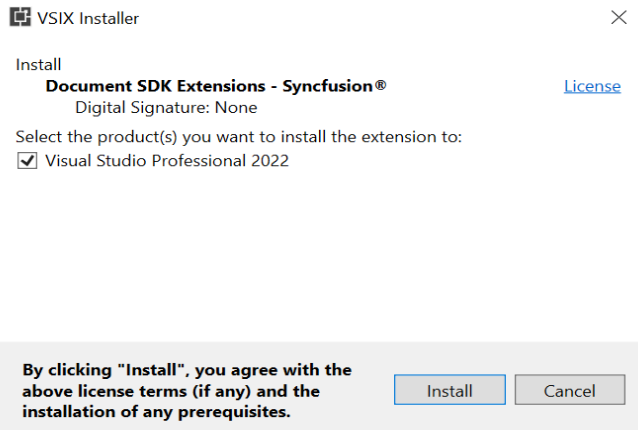 VSIX Installer
Install
Document SDK Extensions - Syncfusion®
License
Digital Signature: None
Select the product(s) you want to install the extension to:
Visual Studio Professional 2022
By clicking "Install", you agree with the
above license terms (if any) and the
installation of any prerequisites.
Install
Cancel